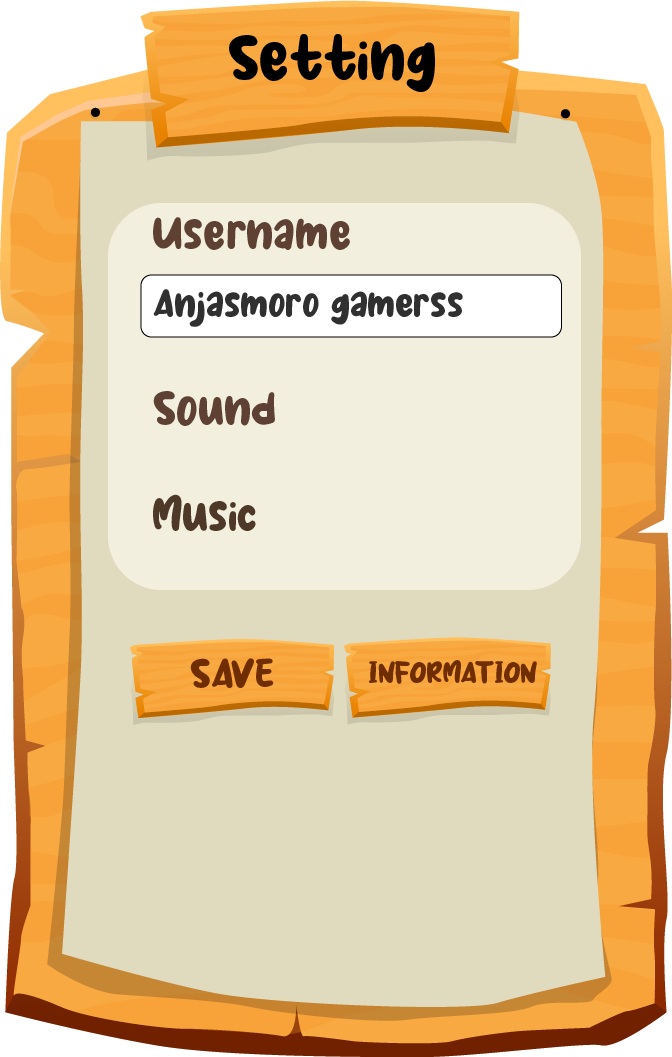 Setting
Username
Anjasmoro gamerss
Sound
Music
SAVE
INFORMATION